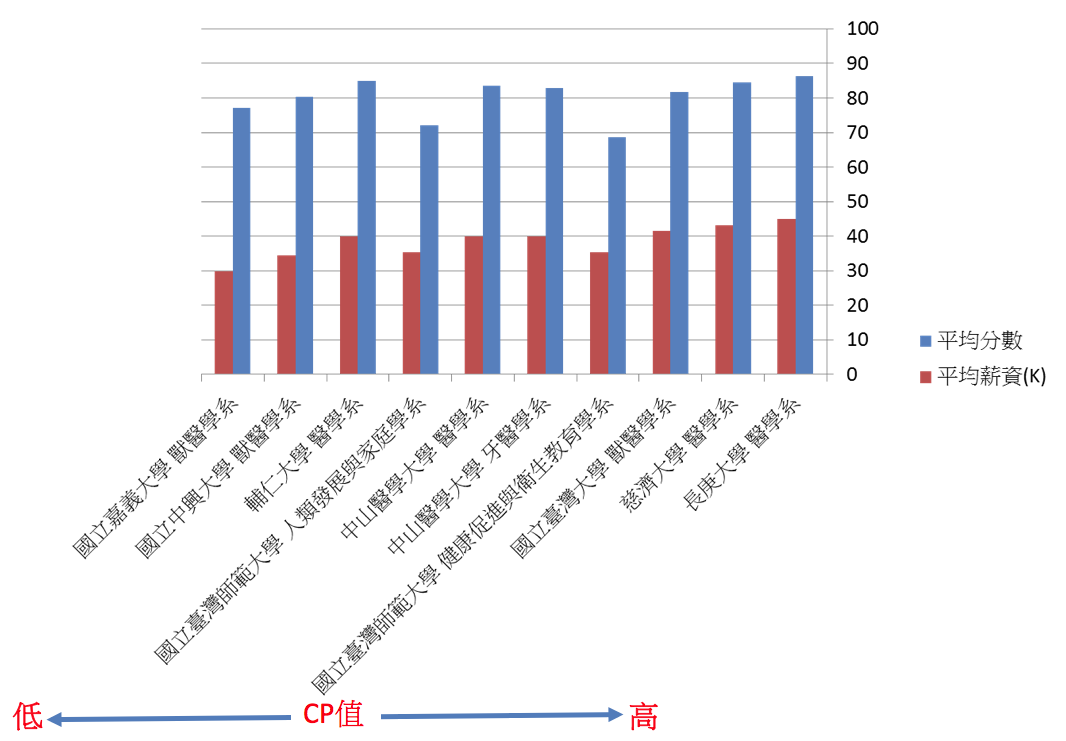 100
90
80
70
60
50
40
30
20
10
0
平均分數
平均薪資(K)
國立嘉義大學 獸醫學系
國立中興大學 獸醫學系
輔仁大學 醫學系
國立臺灣師範大學 人類發展與家庭學系
中山醫學大學 醫學系
中山醫學大學 牙醫學系
國立臺灣師範大學 健康促進與衛生教育學系
國立臺灣大學 獸醫學系
慈濟大學 醫學系
長庚大學 醫學系
低 CP值 高